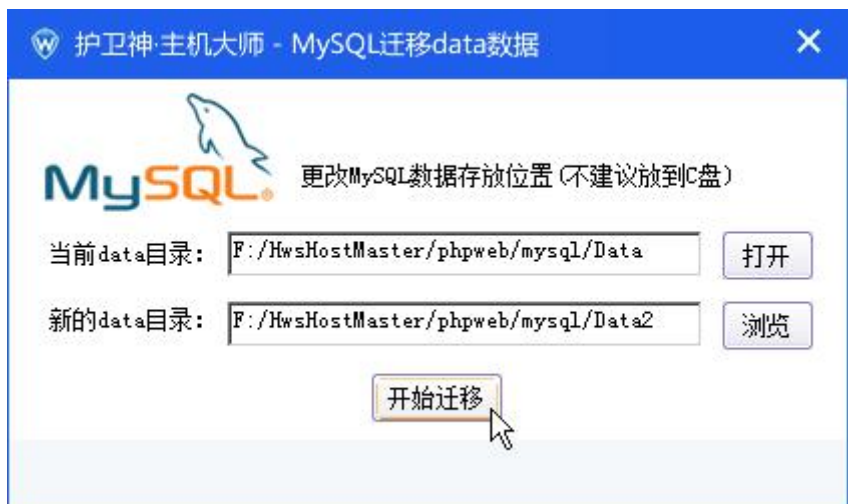 护卫神·主机大师 - MySQL迁移data数据
MySQL®
更改MySQL数据存放位置(不建议放到C盘)
当前data目录: F:/HwsHostMaster/phpweb/mysql/Data 打开
新的data目录: F:/HwsHostMaster/phpweb/mysql/Data2 浏览
开始迁移